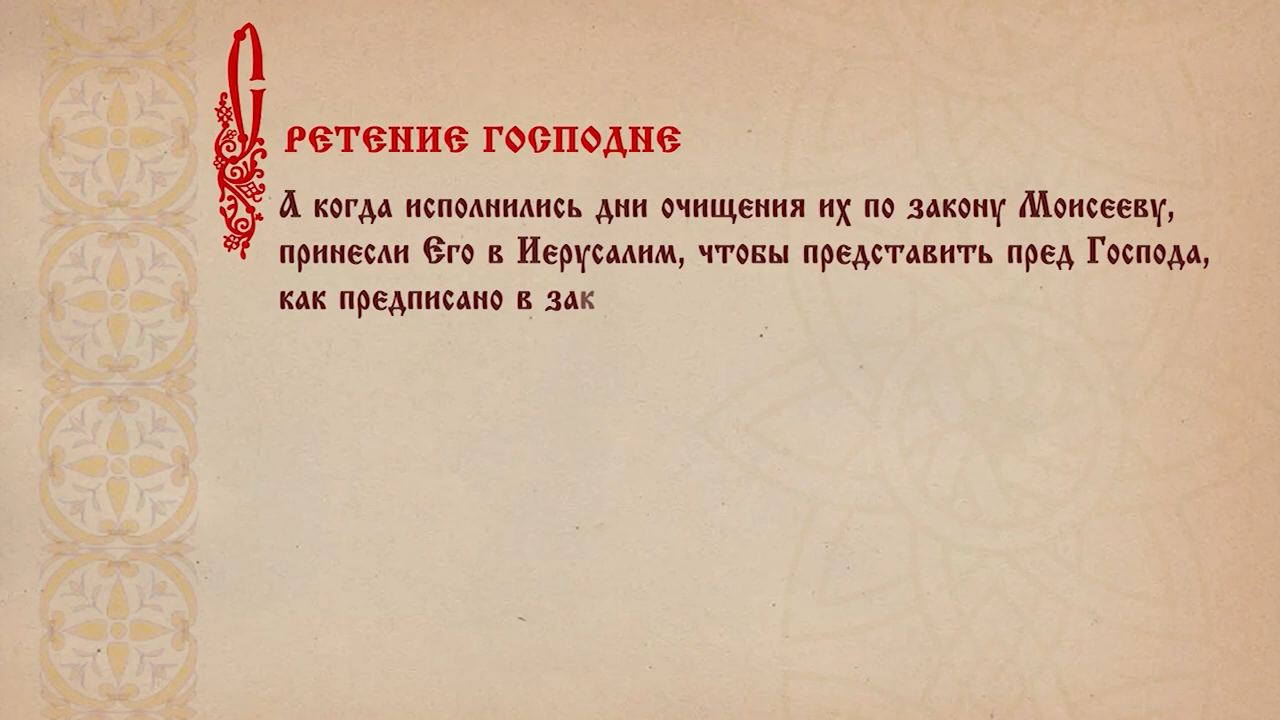 СРЕТЕНИЕ ГОСПОДНЕ
А когда исполнились дни очищения их по закону Моисееву,
принесли Его в Иерусалим, чтобы представить пред Господа,
как предписано в зак